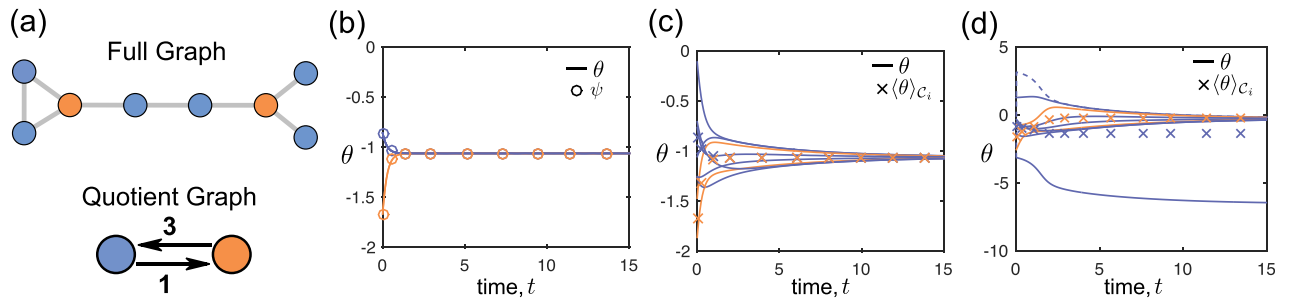 (a)
Full Graph
Quotient Graph
3
1
(b)
0
-0.5
-1
-1.5
-2
θ
0 5 10 15
time, t
θ
ψ
(c)
0
-0.5
-1
-1.5
-2
θ
0 5 10 15
time, t
θ
⟨θ⟩_{C_i}
(d)
5
0
-5
-10
θ
0 5 10 15
time, t
θ
⟨θ⟩_{C_i}